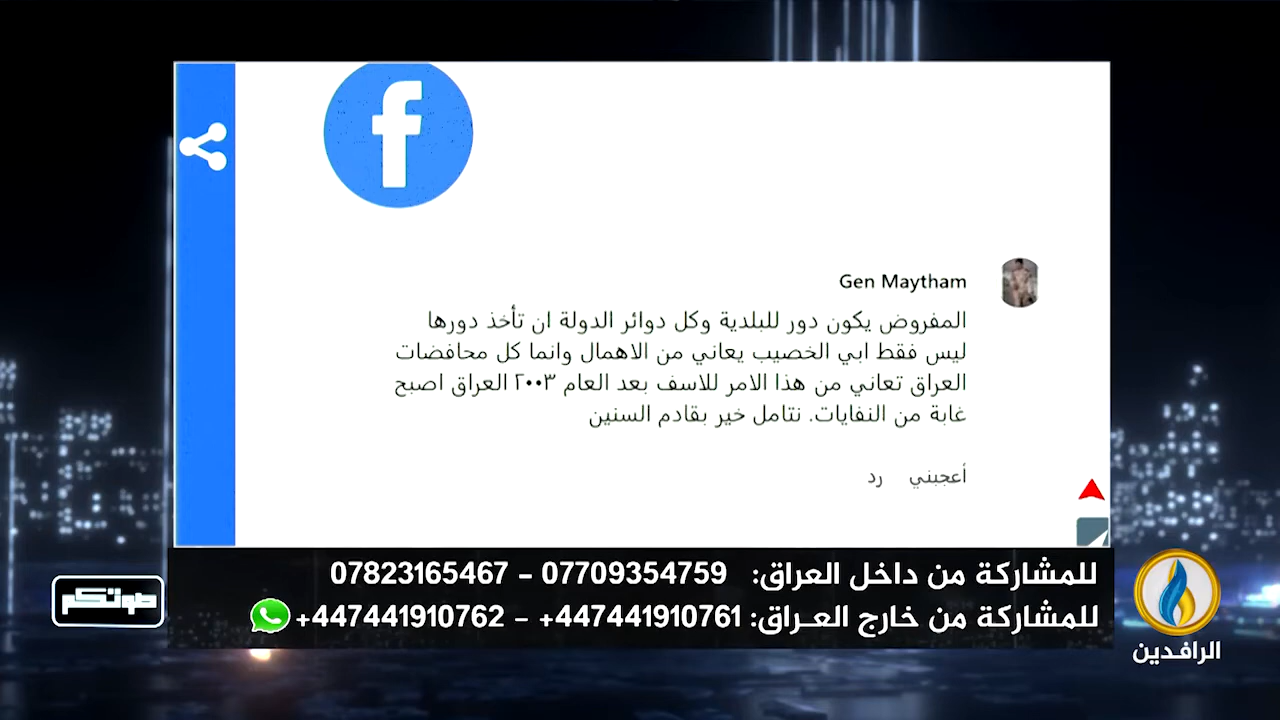 f
Gen Maytham
المفروض يكون دور للبلدية وكل دوائر الدولة ان تأخذ دورها
ليس فقط ابي الخصيب يعاني من الاهمال وانما كل محافضات
العراق تعاني من هذا الامر للاسف بعد العام ٢٠٠٣ العراق اصبح
غابة من النفايات. نتامل خير بقادم السنين
أعجبني رد
للمشاركة من داخل العراق: 07709354759 - 07823165467
للمشاركة من خارج العـراق: 447441910761+ - 447441910762+
صوتكم
الرافدين